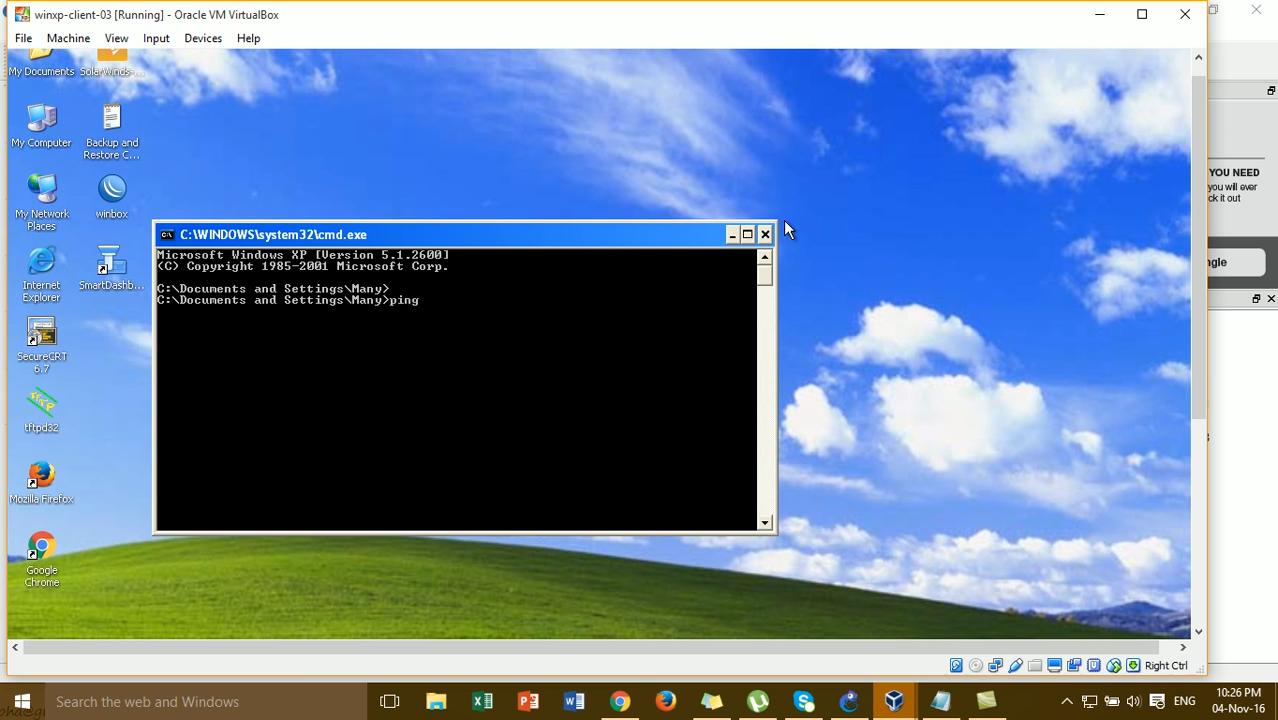 winxp-client-03 [Running] - Oracle VM VirtualBox
File Machine View Input Devices Help
My Documents
SolarWinds-...
My Computer
Backup and
Restore C...
My Network
Places
winbox
Internet
Explorer
SmartDashb...
SecureCRT
6.7
tftpd32
Mozilla Firefox
Google
Chrome
C:\WINDOWS\system32\cmd.exe
Microsoft Windows XP [Version 5.1.2600]
(C) Copyright 1985-2001 Microsoft Corp.
C:\Documents and Settings\Many>
C:\Documents and Settings\Many>ping
YOU NEED
you will ever
ck it out
ngle
Right Ctrl
Search the web and Windows
ENG
10:26 PM
04-Nov-16